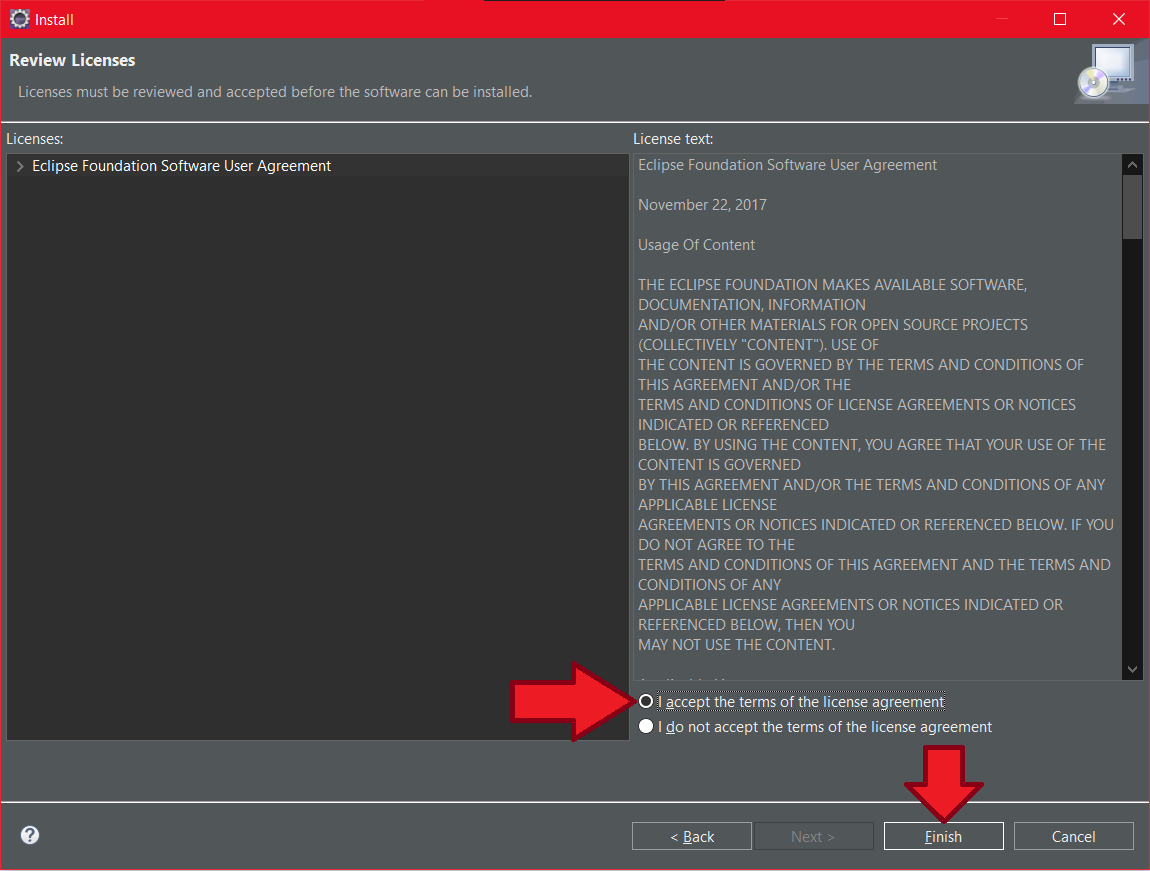 Install
Review Licenses
Licenses must be reviewed and accepted before the software can be installed.
Licenses:
Eclipse Foundation Software User Agreement
License text:
Eclipse Foundation Software User Agreement
November 22, 2017
Usage Of Content
THE ECLIPSE FOUNDATION MAKES AVAILABLE SOFTWARE,
DOCUMENTATION, INFORMATION
AND/OR OTHER MATERIALS FOR OPEN SOURCE PROJECTS
(COLLECTIVELY "CONTENT"). USE OF
THE CONTENT IS GOVERNED BY THE TERMS AND CONDITIONS OF
THIS AGREEMENT AND/OR THE
TERMS AND CONDITIONS OF LICENSE AGREEMENTS OR NOTICES
INDICATED OR REFERENCED
BELOW. BY USING THE CONTENT, YOU AGREE THAT YOUR USE OF THE
CONTENT IS GOVERNED
BY THIS AGREEMENT AND/OR THE TERMS AND CONDITIONS OF ANY
APPLICABLE LICENSE
AGREEMENTS OR NOTICES INDICATED OR REFERENCED BELOW. IF YOU
DO NOT AGREE TO THE
TERMS AND CONDITIONS OF THIS AGREEMENT AND THE TERMS AND
CONDITIONS OF ANY
APPLICABLE LICENSE AGREEMENTS OR NOTICES INDICATED OR
REFERENCED BELOW, THEN YOU
MAY NOT USE THE CONTENT.
I accept the terms of the license agreement
I do not accept the terms of the license agreement
?
< Back
Next >
Finish
Cancel